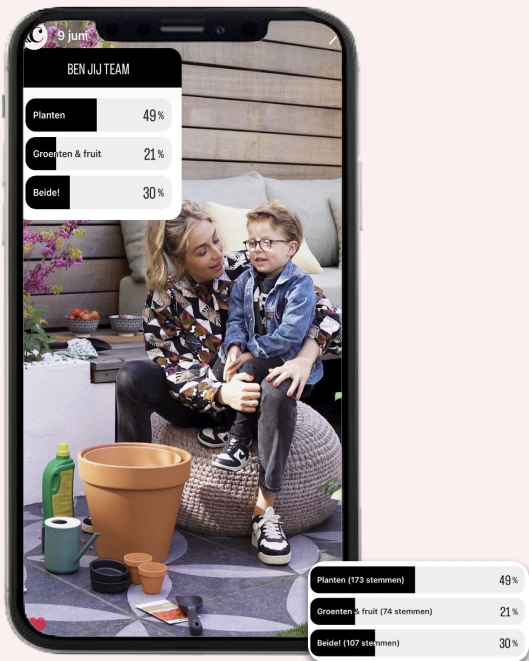 9 juni
BEN JIJ TEAM
Planten 49%
Groenten & fruit 21%
Beide! 30%
Planten (173 stemmen) 49%
Groenten & fruit (74 stemmen) 21%
Beide! (107 stemmen) 30%